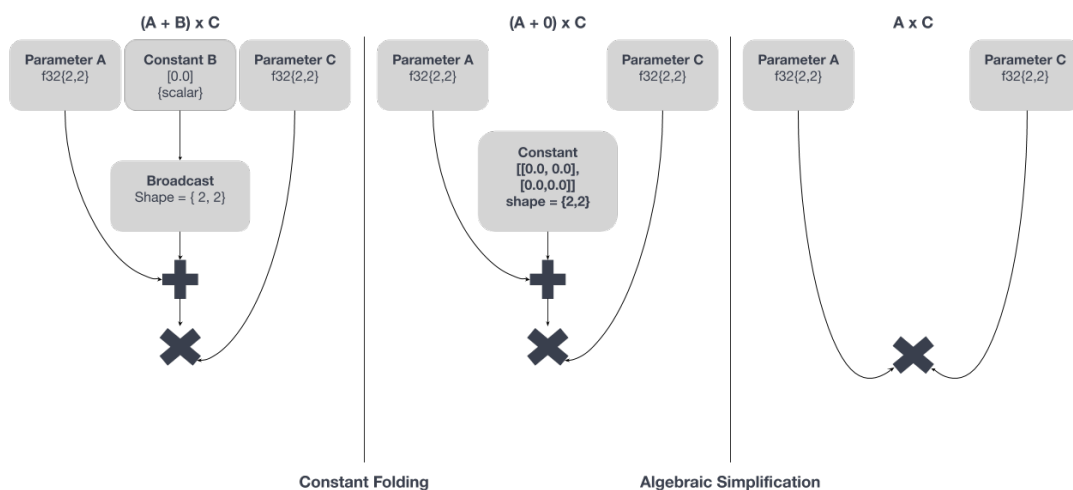 (A + B) x C
Parameter A
f32{2,2}
Constant B
[0.0]
{scalar}
Parameter C
f32{2,2}
Broadcast
Shape = { 2, 2}
(A + 0) x C
Parameter A
f32{2,2}
Parameter C
f32{2,2}
Constant
[[0.0, 0.0],
[0.0,0.0]]
shape = {2,2}
A x C
Parameter A
f32{2,2}
Parameter C
f32{2,2}
Constant Folding
Algebraic Simplification